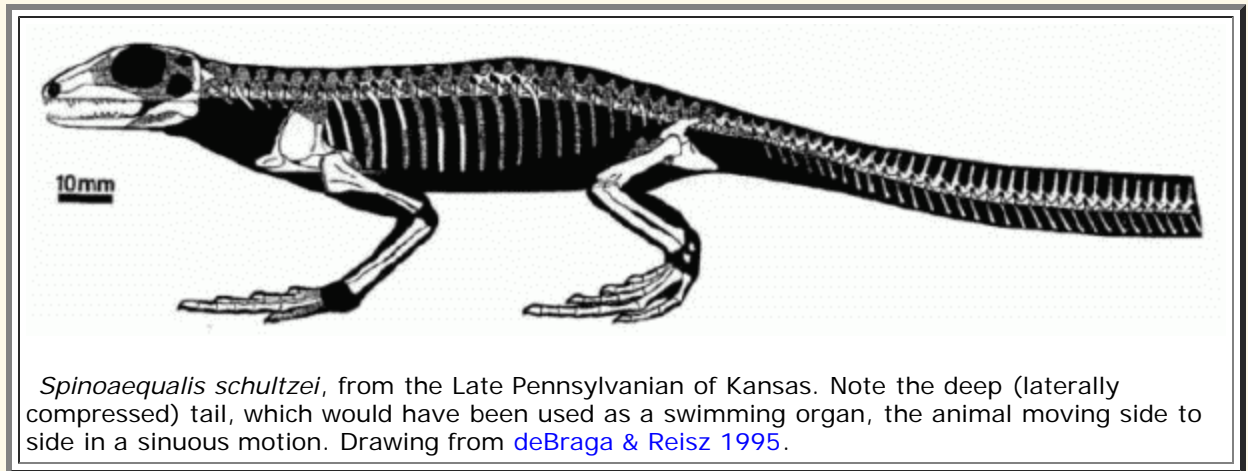 10mm
Spinoaequalis schultzei, from the Late Pennsylvanian of Kansas. Note the deep (laterally
compressed) tail, which would have been used as a swimming organ, the animal moving side to
side in a sinuous motion. Drawing from deBraga & Reisz 1995.